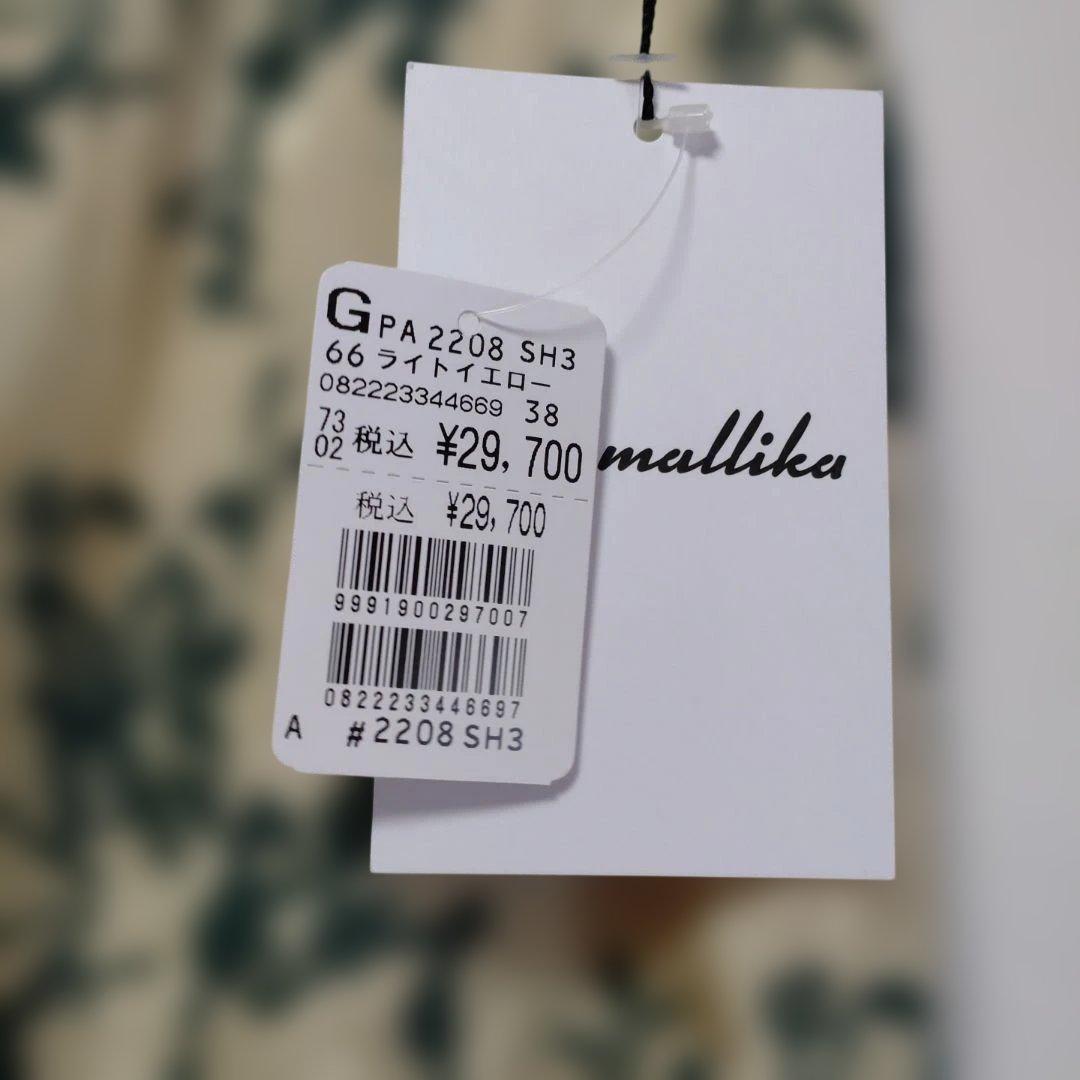 G PA 2208 SH3
66 ライトイエロー
082223344669 38
73
02 税込 ¥29,700
税込 ¥29,700
9991900297007
0822233446697
A #2208 SH3
mallika